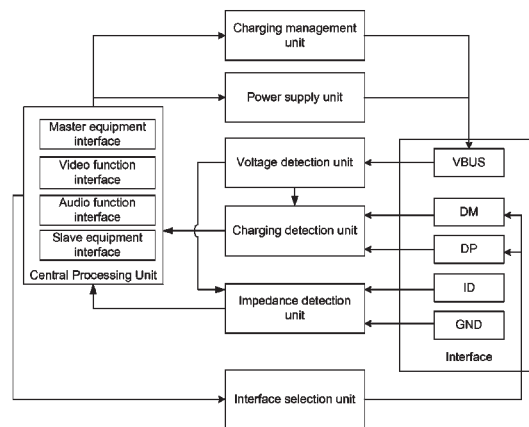 Charging management
unit
Power supply unit
Master equipment
interface
Video function
interface
Audio function
interface
Slave equipment
interface
Central Processing Unit
Voltage detection unit
Charging detection unit
Impedance detection
unit
Interface selection unit
VBUS
DM
DP
ID
GND
Interface